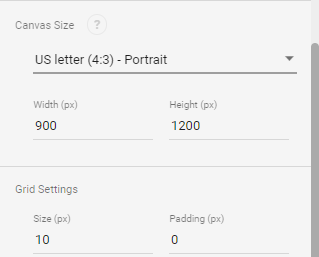 Canvas Size ?
US letter (4:3) - Portrait
Width (px) Height (px)
900 1200
Grid Settings
Size (px) Padding (px)
10 0